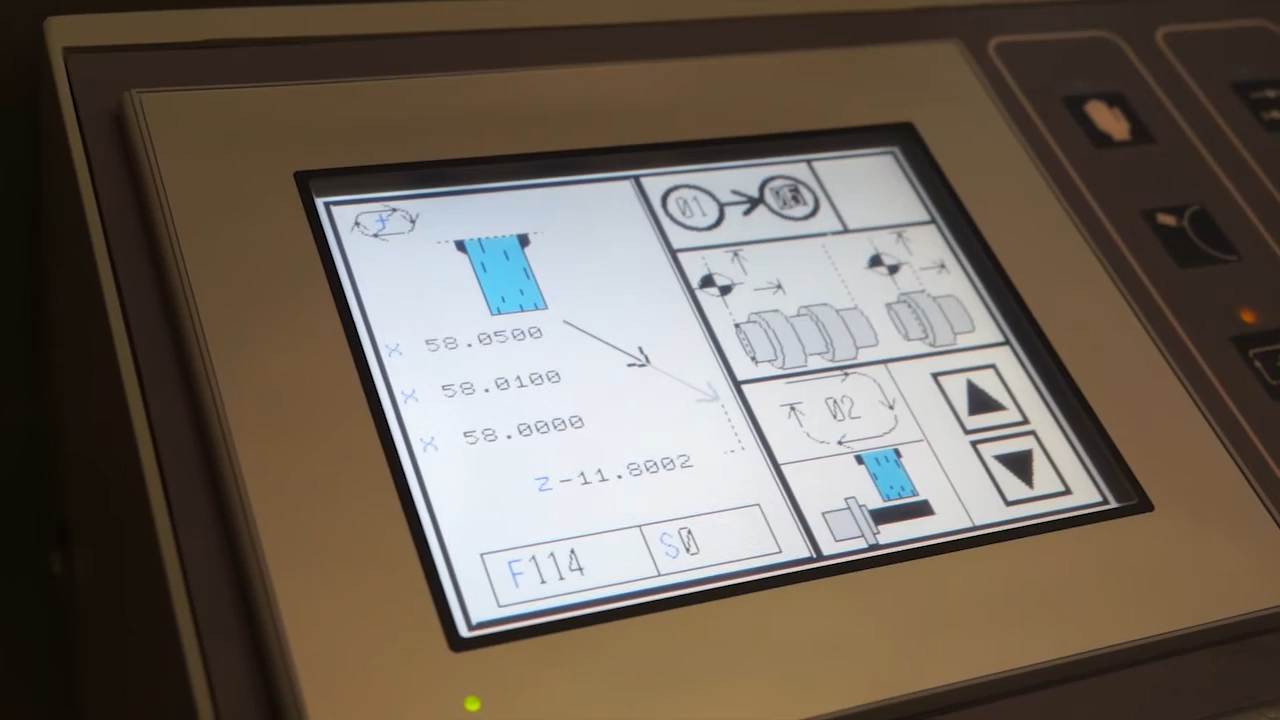 X 58.0500
X 58.0100
X 58.0000
Z-11.8002
F114 S0
01
02